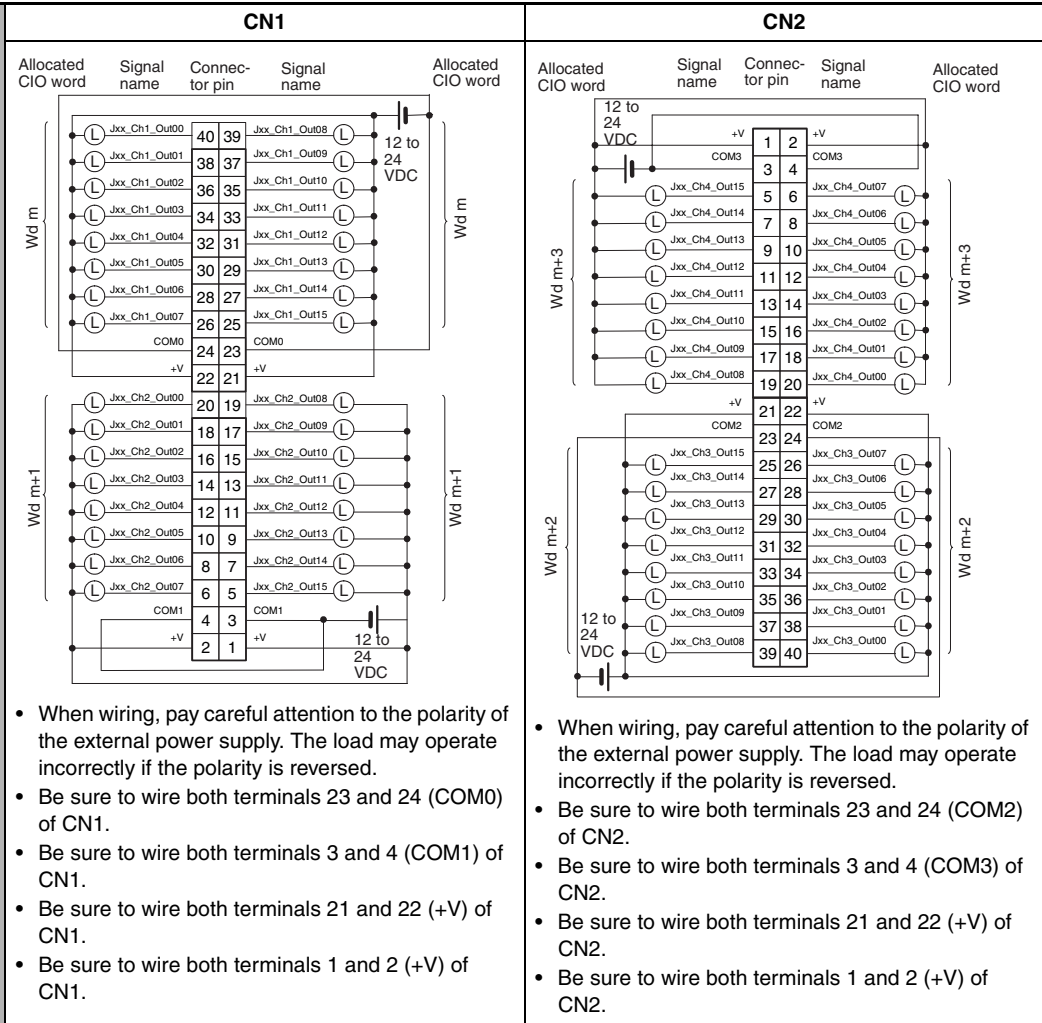 CN1
Allocated CIO word
Signal name
Connec-tor pin
Signal name
Allocated CIO word
12 to 24 VDC
Wd m
Wd m
Jxx_Ch1_Out00 40 39 Jxx_Ch1_Out08
Jxx_Ch1_Out01 38 37 Jxx_Ch1_Out09
Jxx_Ch1_Out02 36 35 Jxx_Ch1_Out10
Jxx_Ch1_Out03 34 33 Jxx_Ch1_Out11
Jxx_Ch1_Out04 32 31 Jxx_Ch1_Out12
Jxx_Ch1_Out05 30 29 Jxx_Ch1_Out13
Jxx_Ch1_Out06 28 27 Jxx_Ch1_Out14
Jxx_Ch1_Out07 26 25 Jxx_Ch1_Out15
COM0 24 23 COM0
+V 22 21 +V
Wd m+1
Wd m+1
Jxx_Ch2_Out00 20 19 Jxx_Ch2_Out08
Jxx_Ch2_Out01 18 17 Jxx_Ch2_Out09
Jxx_Ch2_Out02 16 15 Jxx_Ch2_Out10
Jxx_Ch2_Out03 14 13 Jxx_Ch2_Out11
Jxx_Ch2_Out04 12 11 Jxx_Ch2_Out12
Jxx_Ch2_Out05 10 9 Jxx_Ch2_Out13
Jxx_Ch2_Out06 8 7 Jxx_Ch2_Out14
Jxx_Ch2_Out07 6 5 Jxx_Ch2_Out15
COM1 4 3 COM1
+V 2 1 +V
12 to 24 VDC
• When wiring, pay careful attention to the polarity of
the external power supply. The load may operate
incorrectly if the polarity is reversed.
• Be sure to wire both terminals 23 and 24 (COM0)
of CN1.
• Be sure to wire both terminals 3 and 4 (COM1) of
CN1.
• Be sure to wire both terminals 21 and 22 (+V) of
CN1.
• Be sure to wire both terminals 1 and 2 (+V) of
CN1.
CN2
Allocated CIO word
Signal name
Connec-tor pin
Signal name
Allocated CIO word
12 to 24 VDC
+V 1 2 +V
COM3 3 4 COM3
Wd m+3
Wd m+3
Jxx_Ch4_Out15 5 6 Jxx_Ch4_Out07
Jxx_Ch4_Out14 7 8 Jxx_Ch4_Out06
Jxx_Ch4_Out13 9 10 Jxx_Ch4_Out05
Jxx_Ch4_Out12 11 12 Jxx_Ch4_Out04
Jxx_Ch4_Out11 13 14 Jxx_Ch4_Out03
Jxx_Ch4_Out10 15 16 Jxx_Ch4_Out02
Jxx_Ch4_Out09 17 18 Jxx_Ch4_Out01
Jxx_Ch4_Out08 19 20 Jxx_Ch4_Out00
+V 21 22 +V
COM2 23 24 COM2
Wd m+2
Wd m+2
Jxx_Ch3_Out15 25 26 Jxx_Ch3_Out07
Jxx_Ch3_Out14 27 28 Jxx_Ch3_Out06
Jxx_Ch3_Out13 29 30 Jxx_Ch3_Out05
Jxx_Ch3_Out12 31 32 Jxx_Ch3_Out04
Jxx_Ch3_Out11 33 34 Jxx_Ch3_Out03
Jxx_Ch3_Out10 35 36 Jxx_Ch3_Out02
Jxx_Ch3_Out09 37 38 Jxx_Ch3_Out01
Jxx_Ch3_Out08 39 40 Jxx_Ch3_Out00
12 to 24 VDC
• When wiring, pay careful attention to the polarity of
the external power supply. The load may operate
incorrectly if the polarity is reversed.
• Be sure to wire both terminals 23 and 24 (COM2)
of CN2.
• Be sure to wire both terminals 3 and 4 (COM3) of
CN2.
• Be sure to wire both terminals 21 and 22 (+V) of
CN2.
• Be sure to wire both terminals 1 and 2 (+V) of
CN2.